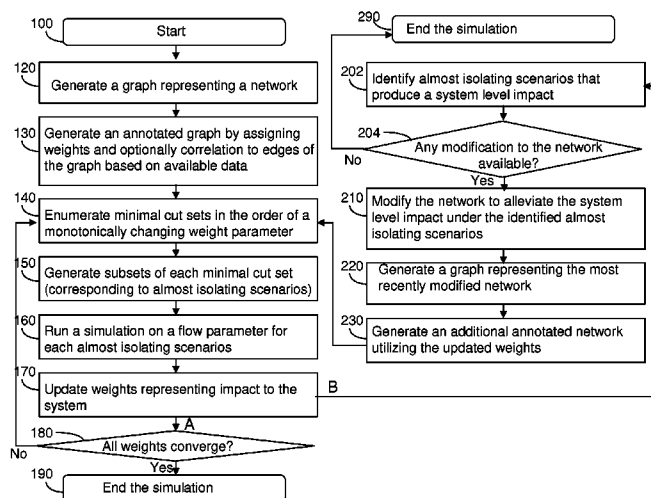 100
Start
120
Generate a graph representing a network
130
Generate an annotated graph by assigning
weights and optionally correlation to edges of
the graph based on available data
140
Enumerate minimal cut sets in the order of a
monotonically changing weight parameter
150
Generate subsets of each minimal cut set
(corresponding to almost isolating scenarios)
160
Run a simulation on a flow parameter for
each almost isolating scenarios
170
Update weights representing impact to the
system
A
B
180
All weights converge?
No
Yes
190
End the simulation
290
End the simulation
202
Identify almost isolating scenarios that
produce a system level impact
204
Any modification to the network
available?
No
Yes
210
Modify the network to alleviate the system
level impact under the identified almost
isolating scenarios
220
Generate a graph representing the most
recently modified network
230
Generate an additional annotated network
utilizing the updated weights